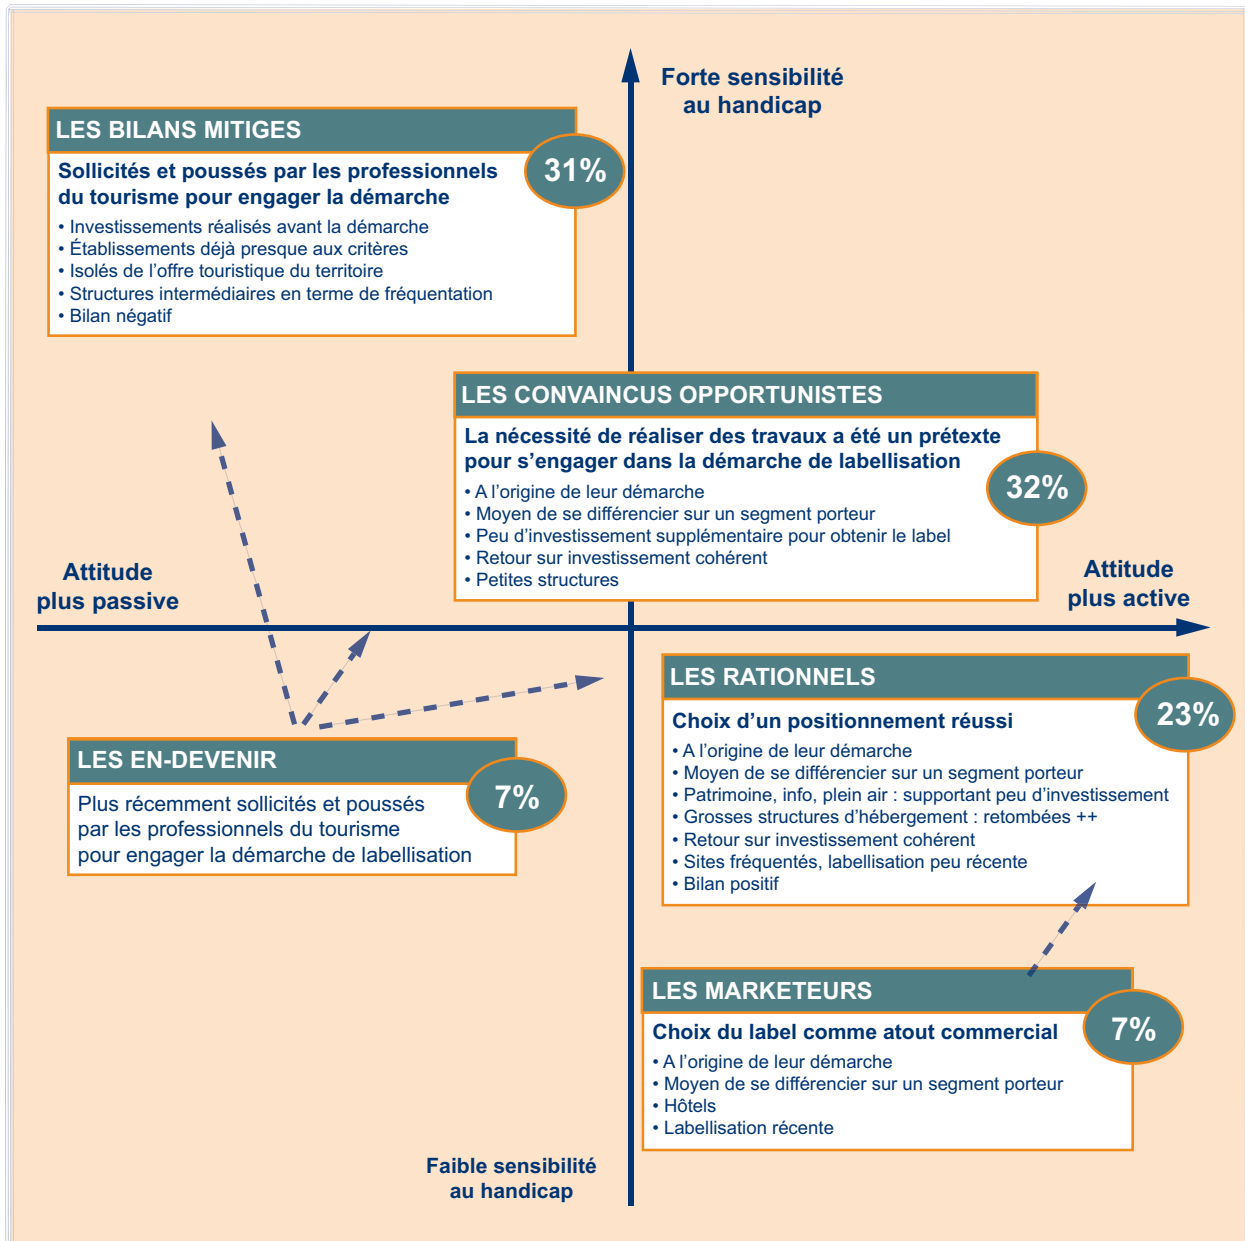 Forte sensibilité
au handicap
LES BILANS MITIGES
31%
Sollicités et poussés par les professionnels
du tourisme pour engager la démarche
• Investissements réalisés avant la démarche
• Établissements déjà presque aux critères
• Isolés de l’offre touristique du territoire
• Structures intermédiaires en terme de fréquentation
• Bilan négatif
LES CONVAINCUS OPPORTUNISTES
La nécessité de réaliser des travaux a été un prétexte
pour s’engager dans la démarche de labellisation
32%
• A l’origine de leur démarche
• Moyen de se différencier sur un segment porteur
• Peu d’investissement supplémentaire pour obtenir le label
• Retour sur investissement cohérent
• Petites structures
Attitude
plus passive
Attitude
plus active
LES RATIONNELS
23%
Choix d’un positionnement réussi
• A l’origine de leur démarche
• Moyen de se différencier sur un segment porteur
• Patrimoine, info, plein air : supportant peu d’investissement
• Grosses structures d’hébergement : retombées ++
• Retour sur investissement cohérent
• Sites fréquentés, labellisation peu récente
• Bilan positif
LES EN-DEVENIR
7%
Plus récemment sollicités et poussés
par les professionnels du tourisme
pour engager la démarche de labellisation
LES MARKETEURS
7%
Choix du label comme atout commercial
• A l’origine de leur démarche
• Moyen de se différencier sur un segment porteur
• Hôtels
• Labellisation récente
Faible sensibilité
au handicap